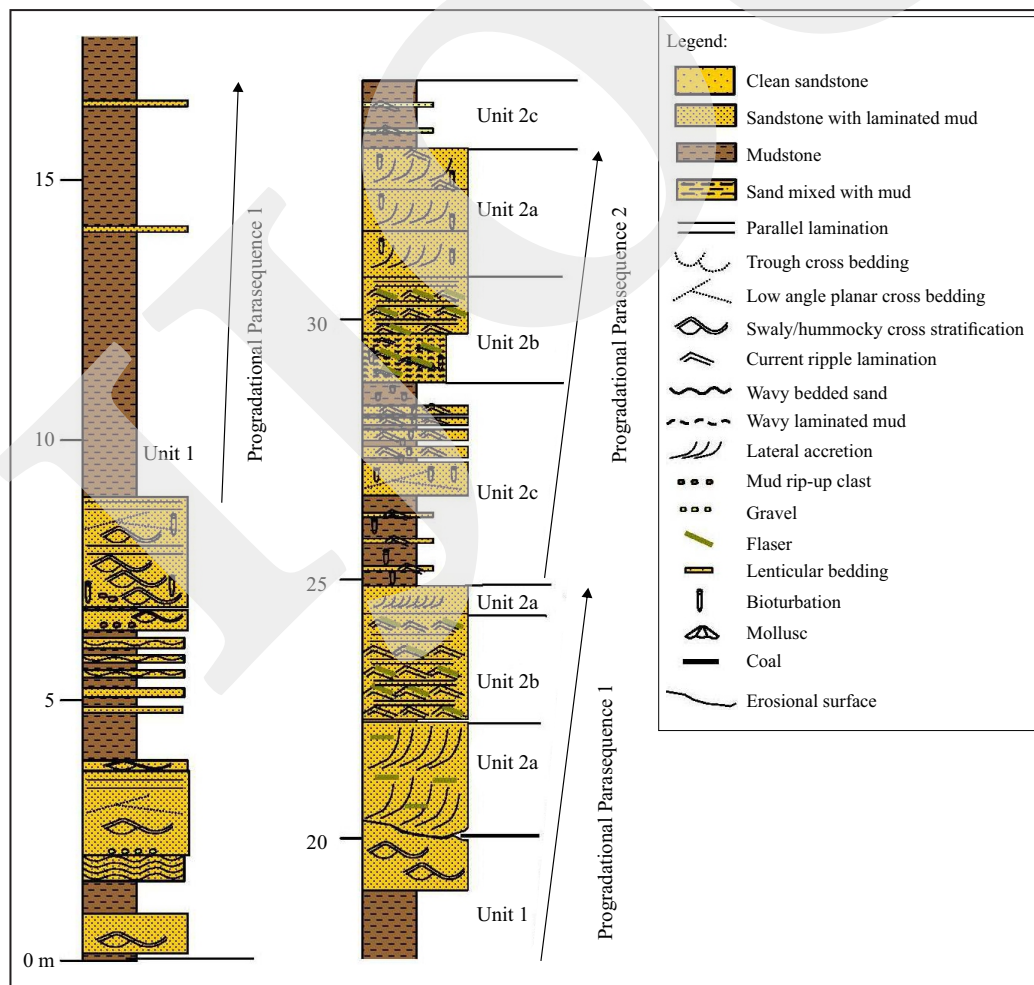 15
10
5
0 m
Unit 1
Progradational Parasequence 1
30
25
20
Unit 2c
Unit 2a
Unit 2b
Unit 2c
Unit 2a
Unit 2b
Unit 2a
Unit 1
Progradational Parasequence 2
Progradational Parasequence 1
Legend:
Clean sandstone
Sandstone with laminated mud
Mudstone
Sand mixed with mud
Parallel lamination
Trough cross bedding
Low angle planar cross bedding
Swaly/hummocky cross stratification
Current ripple lamination
Wavy bedded sand
Wavy laminated mud
Lateral accretion
Mud rip-up clast
Gravel
Flaser
Lenticular bedding
Bioturbation
Mollusc
Coal
Erosional surface